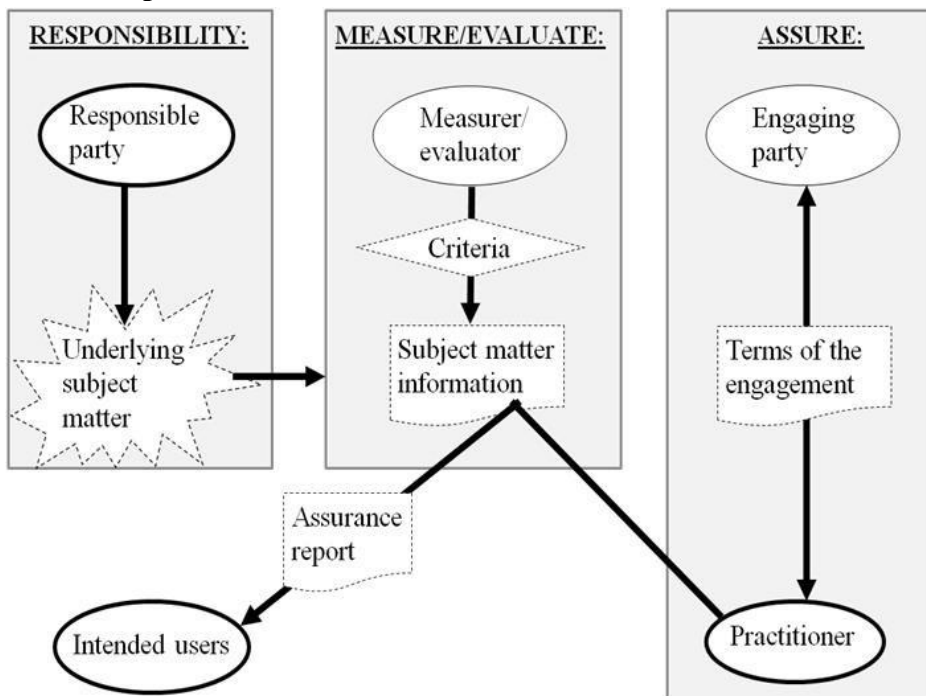 RESPONSIBILITY:
MEASURE/EVALUATE:
ASSURE:
Responsible
party
Measurer/
evaluator
Engaging
party
Criteria
Underlying
subject
matter
Subject matter
information
Terms of the
engagement
Assurance
report
Intended users
Practitioner